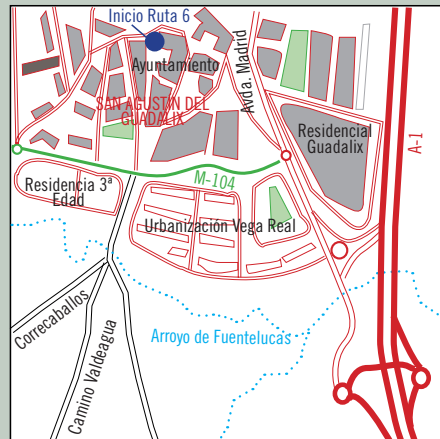 Inicio Ruta 6
Ayuntamiento
Avda. Madrid
SAN AGUSTIN DEL
GUADALIX
Residencial
Guadalix
A-1
M-104
Residencia 3ª
Edad
Urbanización Vega Real
Correcaballos
Camino Valdeagua
Arroyo de Fuentelucas